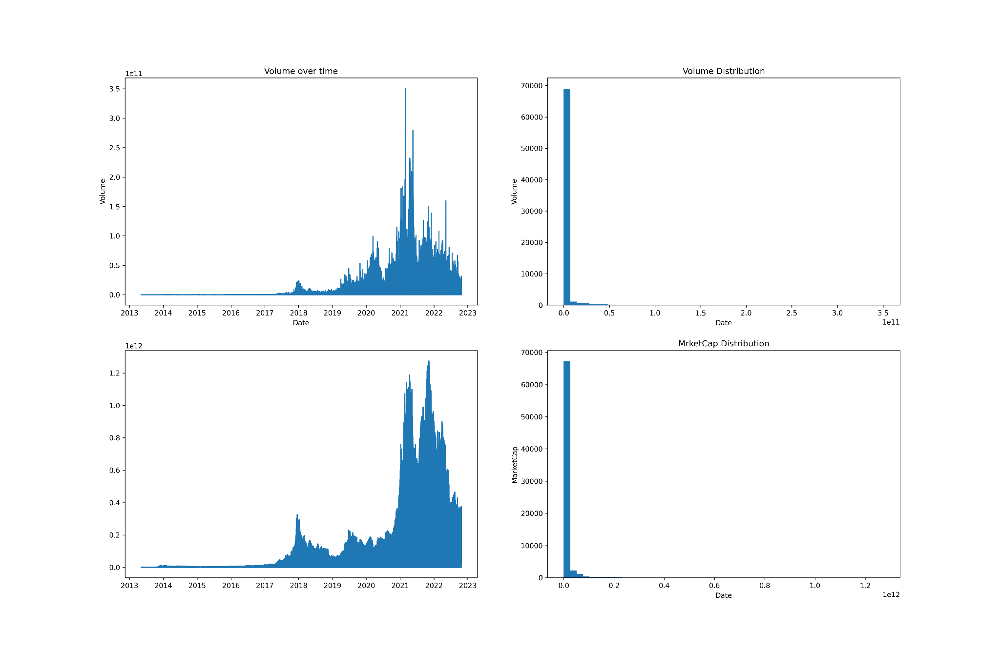 Volume over time
1e11
3.5
3.0
2.5
2.0
1.5
1.0
0.5
0.0
Volume
2013 2014 2015 2016 2017 2018 2019 2020 2021 2022 2023
Date
Volume Distribution
70000
60000
50000
40000
30000
20000
10000
0
Volume
0.0 0.5 1.0 1.5 2.0 2.5 3.0 3.5
1e11
Date
1e12
1.2
1.0
0.8
0.6
0.4
0.2
0.0
2013 2014 2015 2016 2017 2018 2019 2020 2021 2022 2023
MrketCap Distribution
70000
60000
50000
40000
30000
20000
10000
0
MarketCap
0.0 0.2 0.4 0.6 0.8 1.0 1.2
1e12
Date